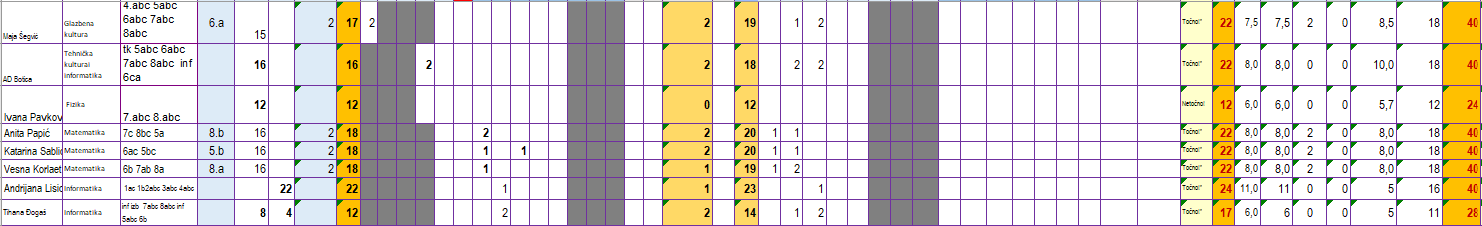 Maja Šegvić Glazbena kultura 4.abc 5abc 6abc 7abc 8abc 6.a 15 2 17 2 2 19 1 2 Točno!* 22 7,5 7,5 2 0 8,5 18 40
AD Botica Tehnička kulturai informatika tk 5abc 6abc 7abc 8abc inf 6ca 16 16 2 2 18 2 2 Točno!* 22 8,0 8,0 0 0 10,0 18 40
Ivana Pavkov Fizika 7.abc 8.abc 12 12 0 12 Netočno! 12 6,0 6,0 0 0 5,7 12 24
Anita Papić Matematika 7c 8bc 5a 8.b 16 2 18 2 2 20 1 1 Točno!* 22 8,0 8,0 2 0 8,0 18 40
Katarina Sablić Matematika 6ac 5bc 5.b 16 2 18 1 1 2 20 1 1 Točno!* 22 8,0 8,0 2 0 8,0 18 40
Vesna Korlaet Matematika 6b 7ab 8a 8.a 16 2 18 1 1 19 1 2 Točno!* 22 8,0 8,0 2 0 8,0 18 40
Andrijana Lisic Informatika 1ac 1b2abc 3abc 4abc 22 22 1 1 23 1 Točno!* 24 11,0 11 0 0 5 16 40
Tihana Đogaš Informatika inf izb 7abc 8abc inf 5abc 6b 8 4 12 2 2 14 1 2 Točno!* 17 6,0 6 0 0 5 11 28